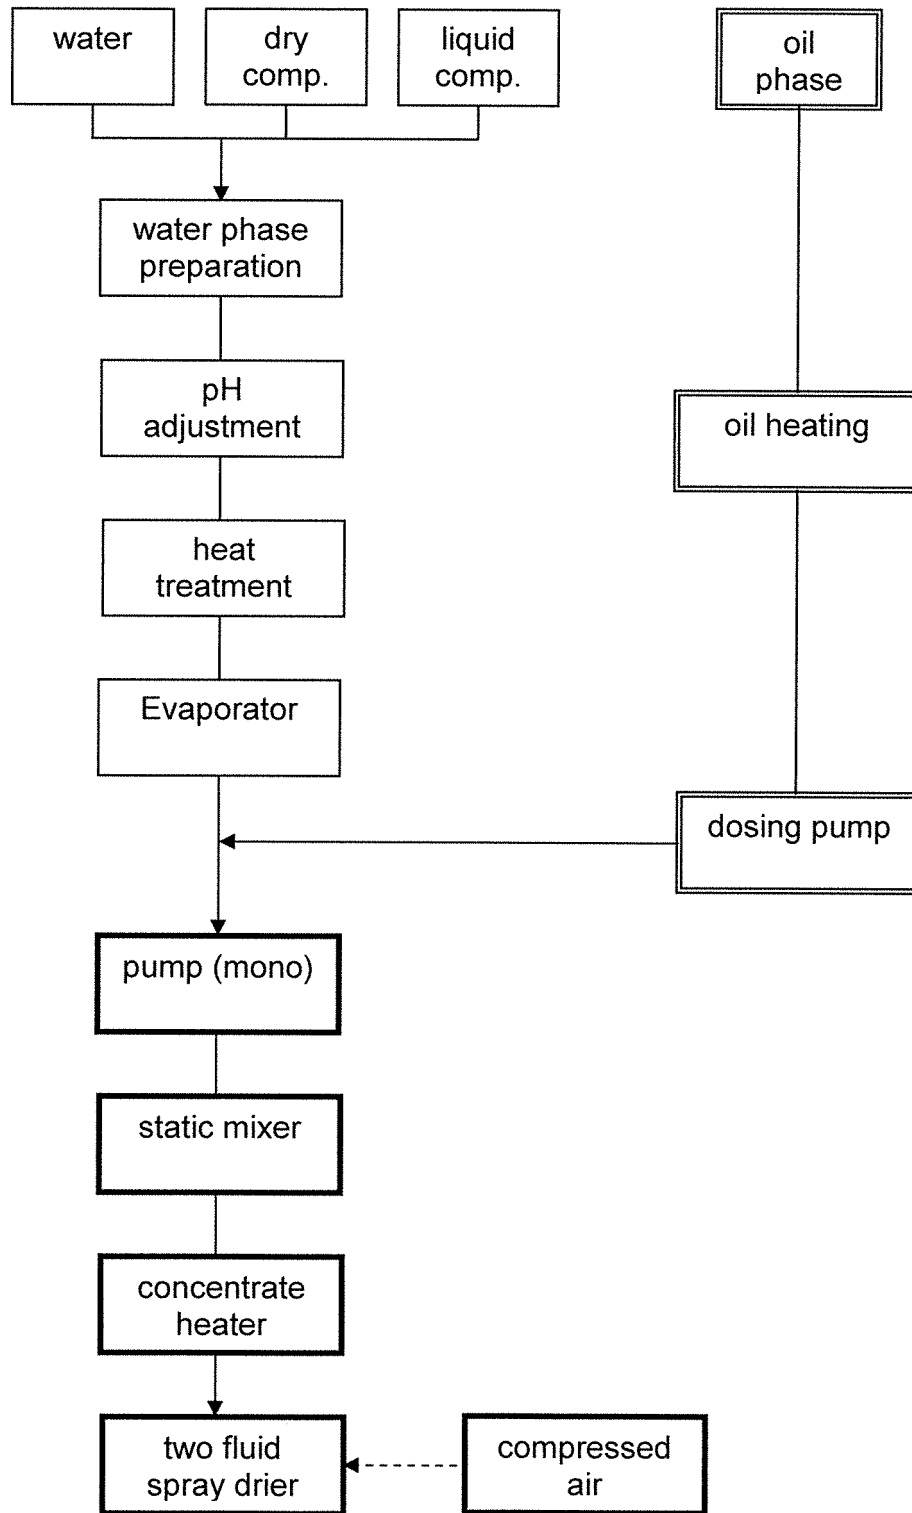 water
dry
comp.
liquid
comp.
oil
phase
water phase
preparation
pH
adjustment
oil heating
heat
treatment
Evaporator
dosing pump
pump (mono)
static mixer
concentrate
heater
two fluid
spray drier
compressed
air